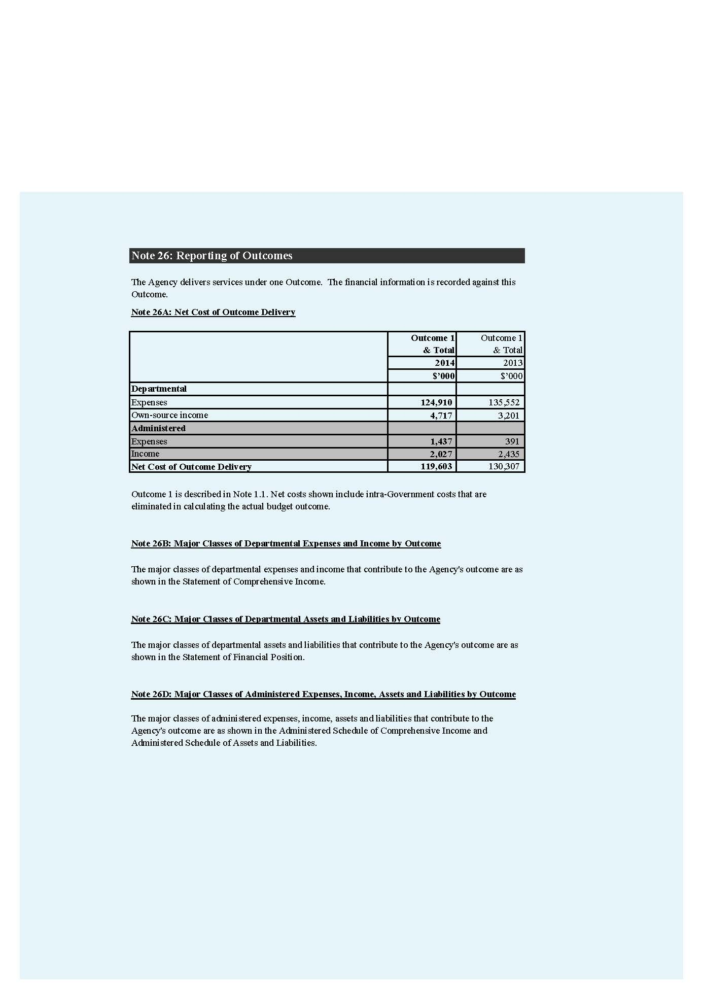 Note 26: Reporting of Outcomes
The Agency delivers services under one Outcome.  The financial information is recorded against this
Outcome.
Note 26A: Net Cost of Outcome Delivery
Outcome 1 Outcome 1
& Total & Total
2014 2013
$’000 $’000
Departmental
Expenses 124,910 135,552
Own-source income 4,717 3,201
Administered
Expenses 1,437 391
Income 2,027 2,435
Net Cost of Outcome Delivery 119,603 130,307
Outcome 1 is described in Note 1.1. Net costs shown include intra-Government costs that are
eliminated in calculating the actual budget outcome.
Note 26B: Major Classes of Departmental Expenses and Income by Outcome
The major classes of departmental expenses and income that contribute to the Agency's outcome are as
shown in the Statement of Comprehensive Income.
Note 26C: Major Classes of Departmental Assets and Liabilities by Outcome
The major classes of departmental assets and liabilities that contribute to the Agency's outcome are as
shown in the Statement of Financial Position.
Note 26D: Major Classes of Administered Expenses, Income, Assets and Liabilities by Outcome
The major classes of administered expenses, income, assets and liabilities that contribute to the
Agency's outcome are as shown in the Administered Schedule of Comprehensive Income and
Administered Schedule of Assets and Liabilities.